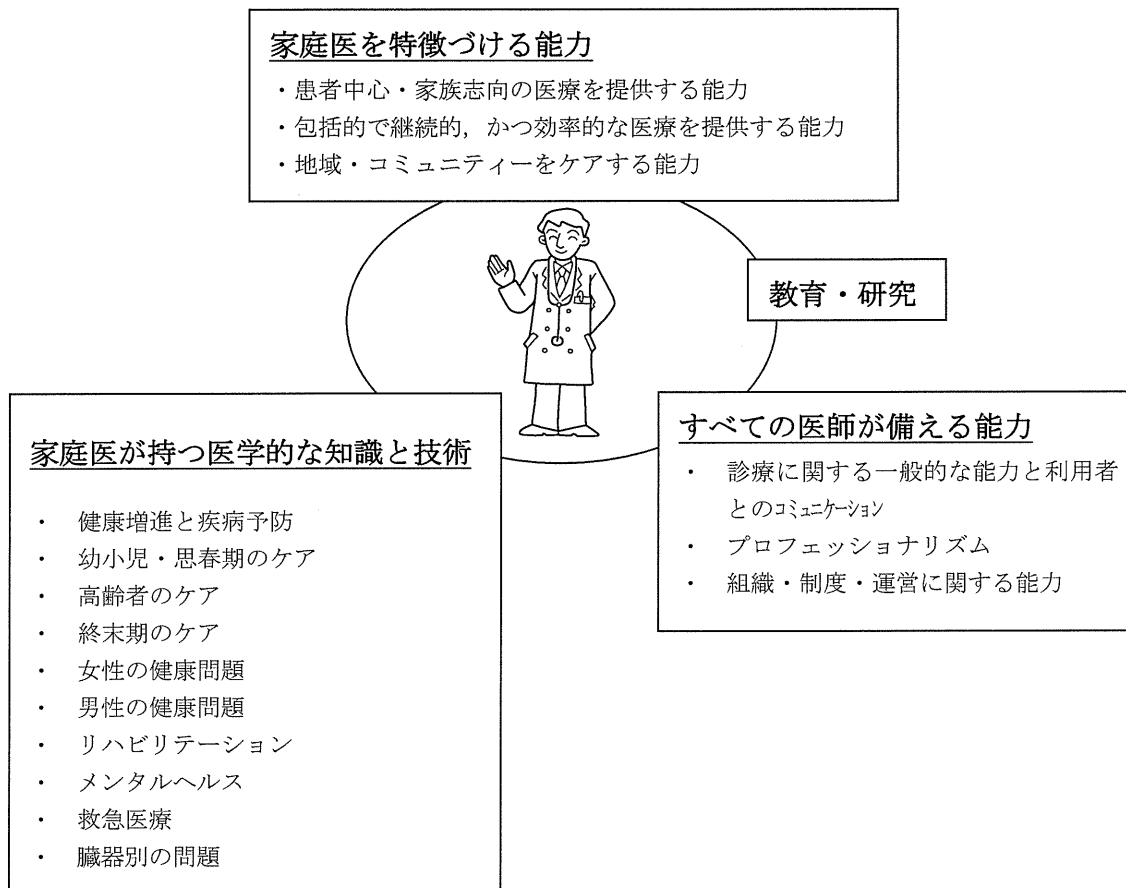 家庭医を特徴づける能力
・患者中心・家族志向の医療を提供する能力
・包括的で継続的，かつ効率的な医療を提供する能力
・地域・コミュニティーをケアする能力
教育・研究
家庭医が持つ医学的な知識と技術
・ 健康増進と疾病予防
・ 幼小児・思春期のケア
・ 高齢者のケア
・ 終末期のケア
・ 女性の健康問題
・ 男性の健康問題
・ リハビリテーション
・ メンタルヘルス
・ 救急医療
・ 臓器別の問題
すべての医師が備える能力
・ 診療に関する一般的な能力と利用者
とのコミュニケーション
・ プロフェッショナリズム
・ 組織・制度・運営に関する能力